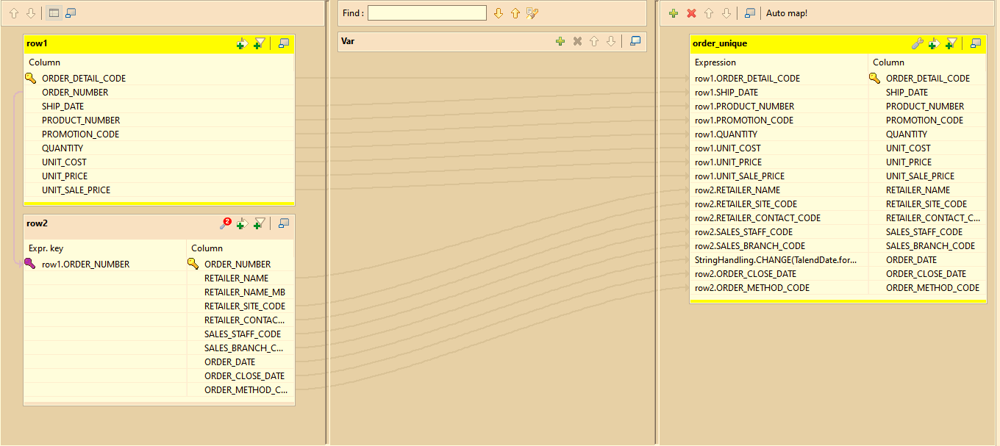 Find :
Auto map!
row1
Column
ORDER_DETAIL_CODE
ORDER_NUMBER
SHIP_DATE
PRODUCT_NUMBER
PROMOTION_CODE
QUANTITY
UNIT_COST
UNIT_PRICE
UNIT_SALE_PRICE
row2
2
Expr. key Column
row1.ORDER_NUMBER ORDER_NUMBER
RETAILER_NAME
RETAILER_NAME_MB
RETAILER_SITE_CODE
RETAILER_CONTAC...
SALES_STAFF_CODE
SALES_BRANCH_C...
ORDER_DATE
ORDER_CLOSE_DATE
ORDER_METHOD_C...
Var
order_unique
Expression Column
row1.ORDER_DETAIL_CODE ORDER_DETAIL_CODE
row1.SHIP_DATE SHIP_DATE
row1.PRODUCT_NUMBER PRODUCT_NUMBER
row1.PROMOTION_CODE PROMOTION_CODE
row1.QUANTITY QUANTITY
row1.UNIT_COST UNIT_COST
row1.UNIT_PRICE UNIT_PRICE
row1.UNIT_SALE_PRICE UNIT_SALE_PRICE
row2.RETAILER_NAME RETAILER_NAME
row2.RETAILER_SITE_CODE RETAILER_SITE_CODE
row2.RETAILER_CONTACT_CODE RETAILER_CONTACT_C...
row2.SALES_STAFF_CODE SALES_STAFF_CODE
row2.SALES_BRANCH_CODE SALES_BRANCH_CODE
StringHandling.CHANGE(TalendDate.for... ORDER_DATE
row2.ORDER_CLOSE_DATE ORDER_CLOSE_DATE
row2.ORDER_METHOD_CODE ORDER_METHOD_CODE